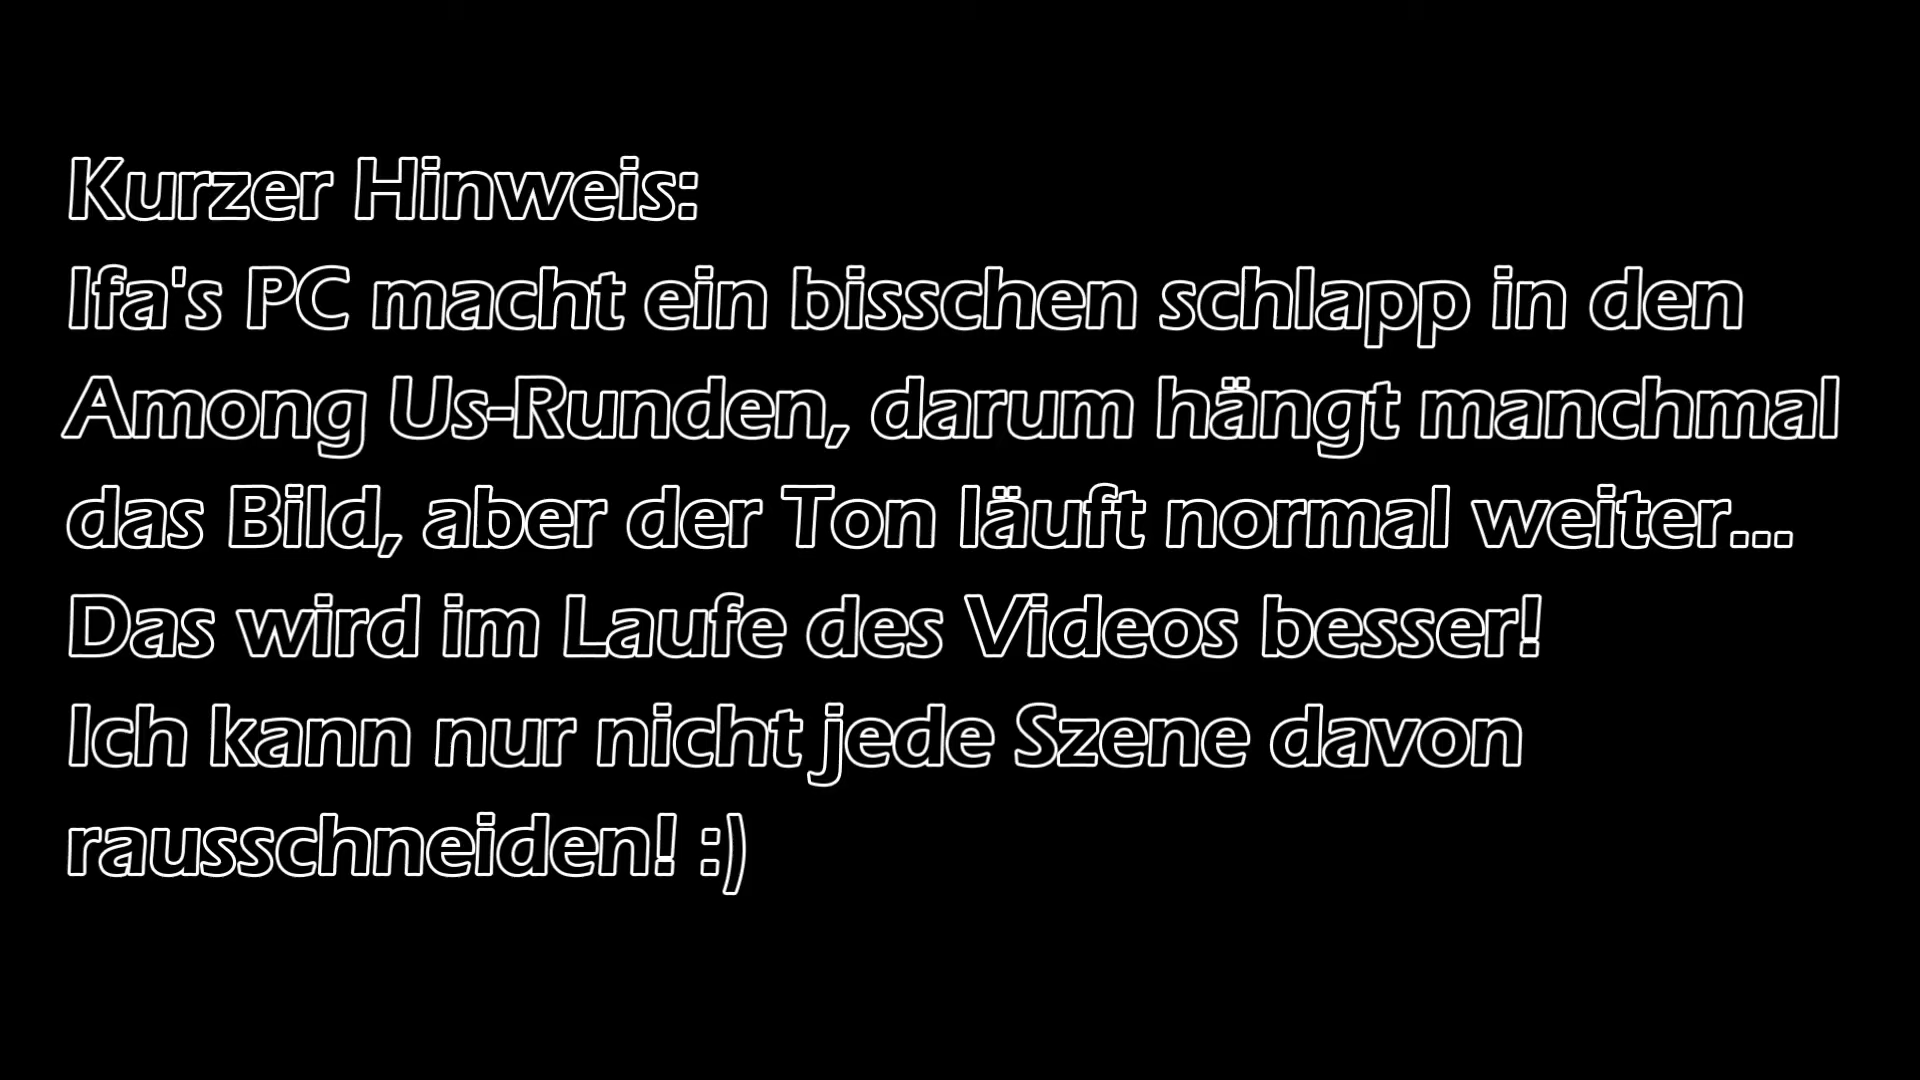 Kurzer Hinweis:
Ifa's PC macht ein bisschen schlapp in den
Among Us-Runden, darum hängt manchmal
das Bild, aber der Ton läuft normal weiter...
Das wird im Laufe des Videos besser!
Ich kann nur nicht jede Szene davon
rausschneiden! :)